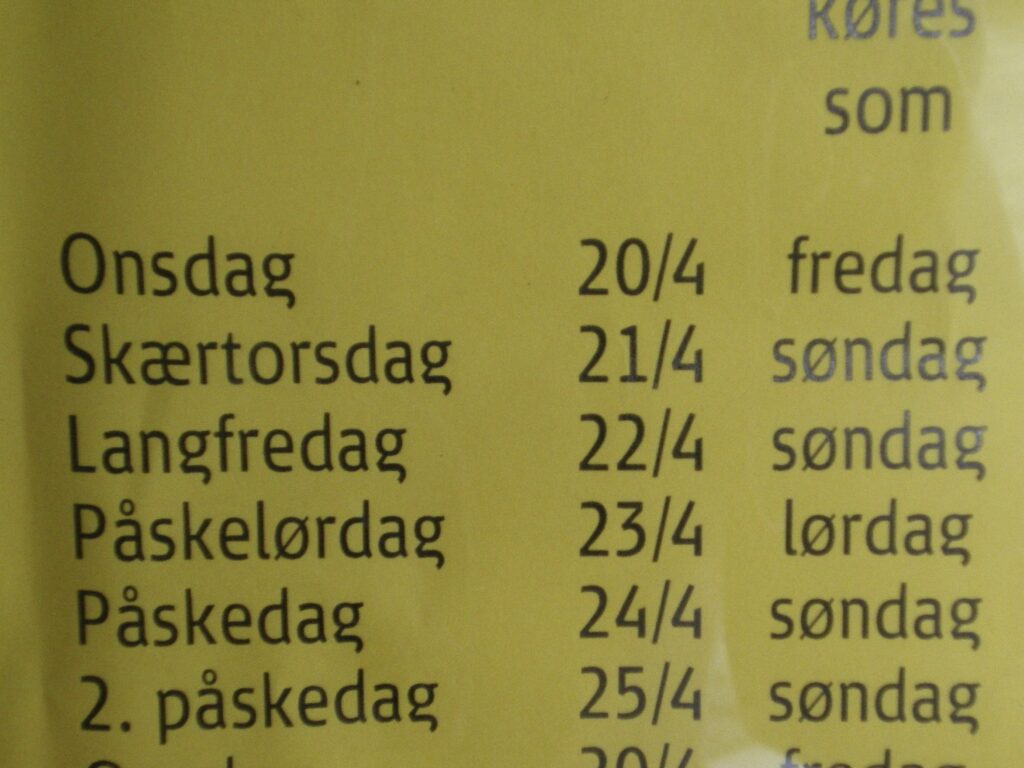 køres
som
Onsdag 20/4 fredag
Skærtorsdag 21/4 søndag
Langfredag 22/4 søndag
Påskelørdag 23/4 lørdag
Påskedag 24/4 søndag
2. påskedag 25/4 søndag